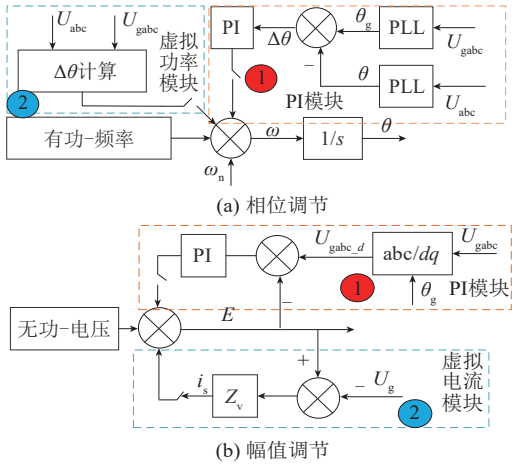 U_abc U_gabc
Δθ计算
虚拟
功率
模块
2
PI
Δθ
θ_g
PLL
U_gabc
−
θ
PLL
U_abc
1
PI模块
有功-频率
ω
1/s
θ
ω_n
(a) 相位调节
PI
U_gabc_d
abc/dq
U_gabc
1
θ_g
PI模块
−
无功-电压
E
+
i_s
Z_v
− U_g
虚拟
电流
模块
2
(b) 幅值调节